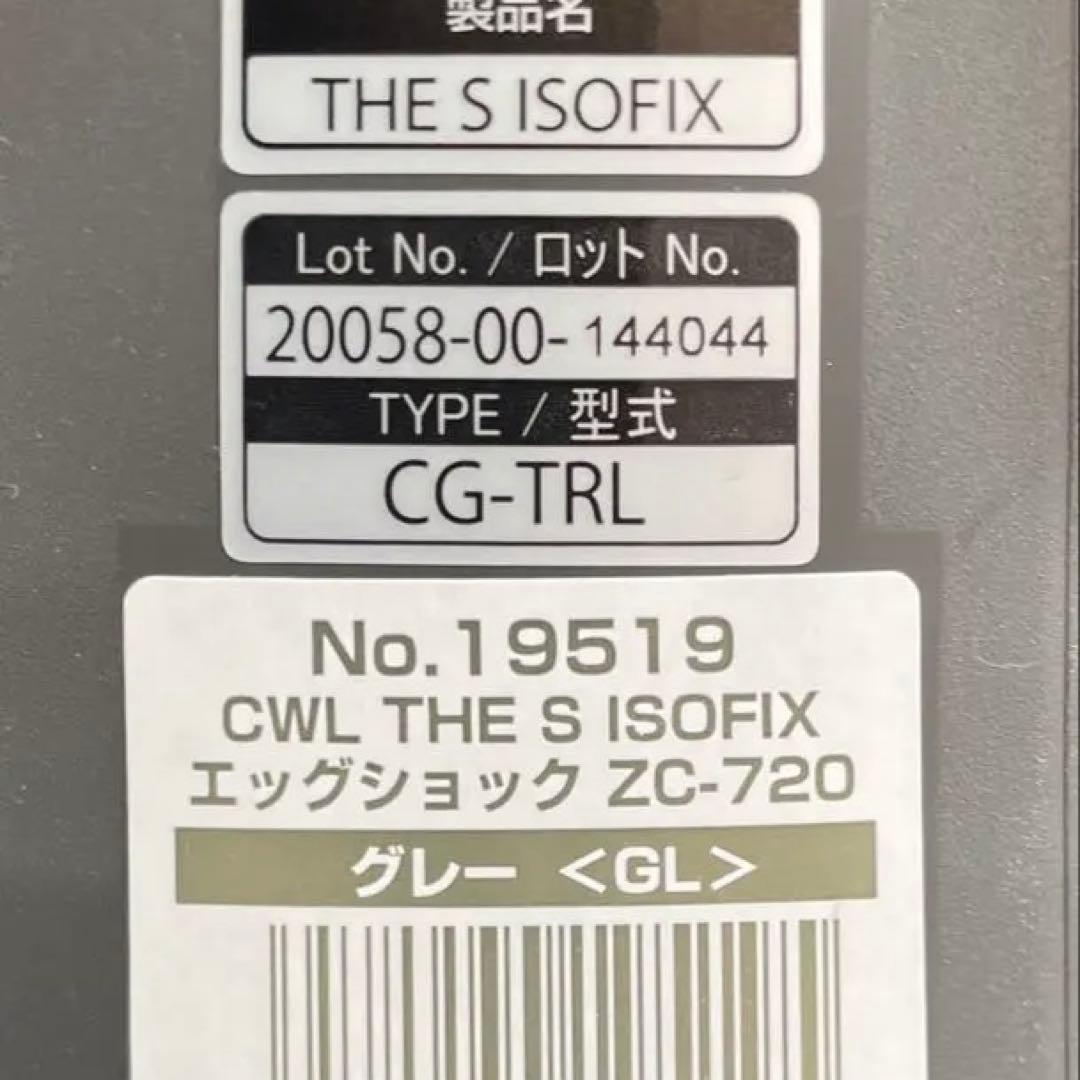 製品名
THE S ISOFIX
Lot No. / ロット No.
20058-00-144044
TYPE / 型式
CG-TRL
No.19519
CWL THE S ISOFIX
エッグショック ZC-720
グレー <GL>